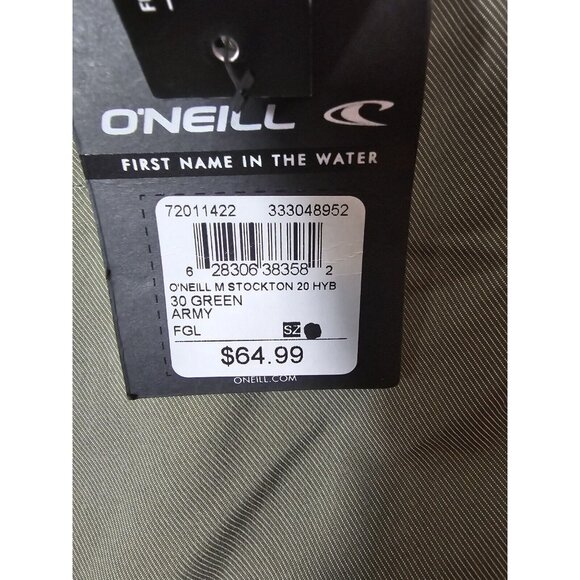 O'NEILL
FIRST NAME IN THE WATER
72011422 333048952
6 28306 38358 2
O'NEILL M STOCKTON 20 HYB
30 GREEN
ARMY
FGL SZ
$64.99
ONEILL.COM